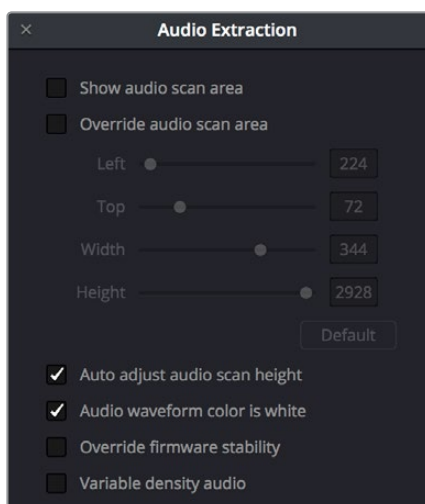 Audio Extraction
Show audio scan area
Override audio scan area
Left 224
Top 72
Width 344
Height 2928
Default
Auto adjust audio scan height
Audio waveform color is white
Override firmware stability
Variable density audio